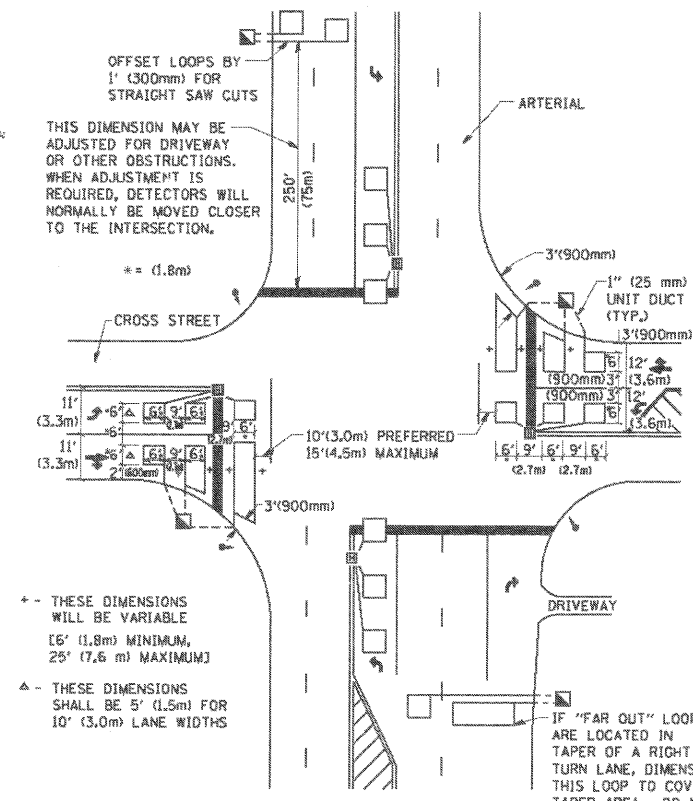 OFFSET LOOPS BY
1' (300mm) FOR
STRAIGHT SAW CUTS
ARTERIAL
THIS DIMENSION MAY BE
ADJUSTED FOR DRIVEWAY
OR OTHER OBSTRUCTIONS.
WHEN ADJUSTMENT IS
REQUIRED, DETECTORS WILL
NORMALLY BE MOVED CLOSER
TO THE INTERSECTION.
250'
(75m)
* = (1.8m)
3'(900mm)
1" (25 mm)
UNIT DUCT
(TYP.)
3'(900mm)
CROSS STREET
6'
12'
(3.6m)
(900mm) 3'
(900mm) 3'
12'
(3.6m)
11'
(3.3m)
*6' △ 6' 9' 6'
*6'
9' 6'
(2.7m)
11'
(3.3m)
*6' △ 6' 9' 6'
2'
(600mm)
10'(3.0m) PREFERRED
15'(4.5m) MAXIMUM
6' 9' 6' 9' 6'
(2.7m) (2.7m)
3'(900mm)
+ - THESE DIMENSIONS
WILL BE VARIABLE
[6' (1.8m) MINIMUM,
25' (7.6 m) MAXIMUM]
△ - THESE DIMENSIONS
SHALL BE 5' (1.5m) FOR
10' (3.0m) LANE WIDTHS
DRIVEWAY
IF "FAR OUT" LOOP
ARE LOCATED IN
TAPER OF A RIGHT
TURN LANE, DIMENS
THIS LOOP TO COV